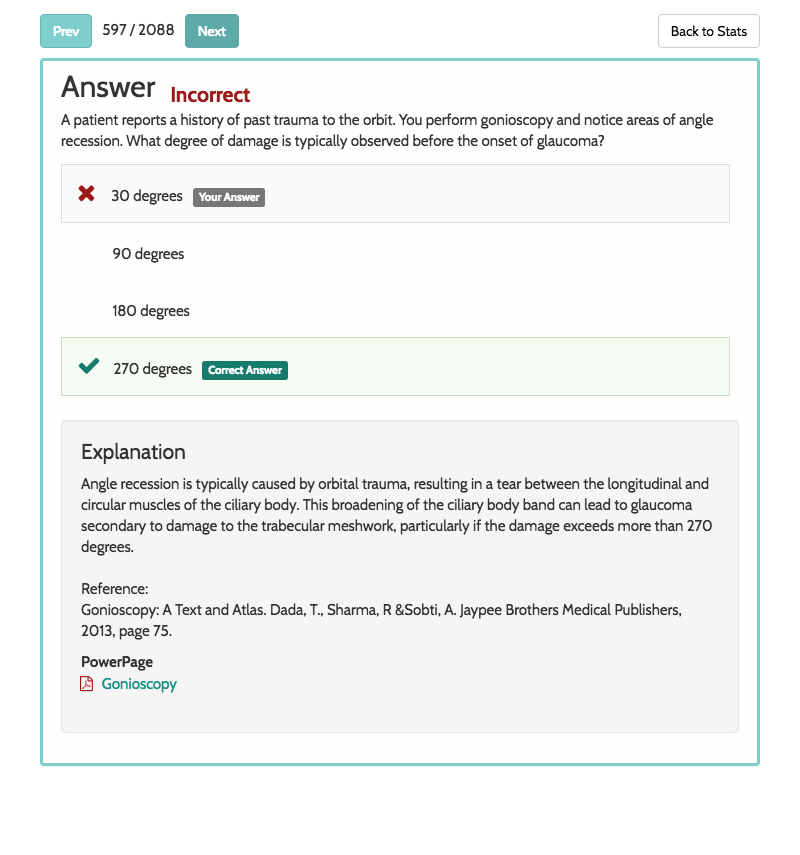 Prev 597 / 2088 Next Back to Stats
Answer Incorrect
A patient reports a history of past trauma to the orbit. You perform gonioscopy and notice areas of angle
recession. What degree of damage is typically observed before the onset of glaucoma?
30 degrees Your Answer
90 degrees
180 degrees
270 degrees Correct Answer
Explanation
Angle recession is typically caused by orbital trauma, resulting in a tear between the longitudinal and
circular muscles of the ciliary body. This broadening of the ciliary body band can lead to glaucoma
secondary to damage to the trabecular meshwork, particularly if the damage exceeds more than 270
degrees.
Reference:
Gonioscopy: A Text and Atlas. Dada, T., Sharma, R &Sobti, A. Jaypee Brothers Medical Publishers,
2013, page 75.
PowerPage
Gonioscopy